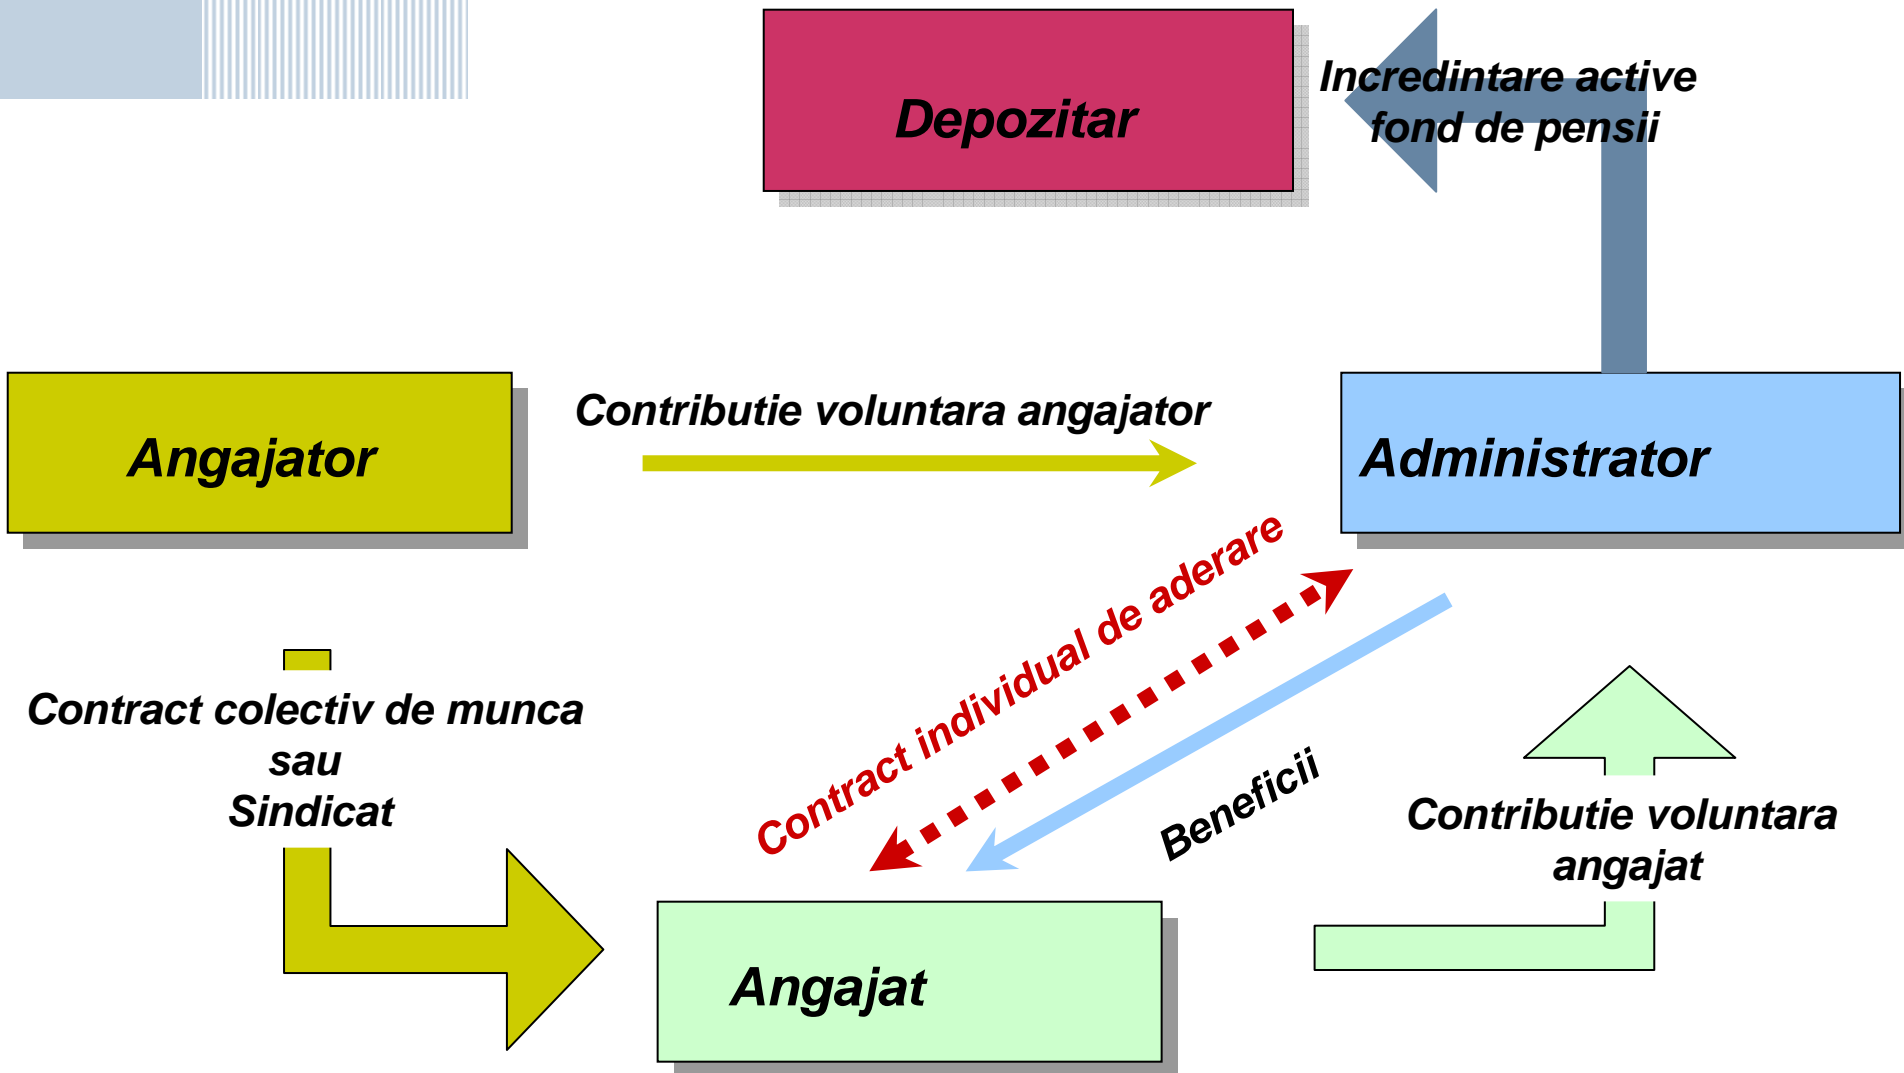 Depozitar
Incredintare active
fond de pensii
Angajator
Contributie voluntara angajator
Administrator
Contract individual de aderare
Beneficii
Contract colectiv de munca
sau
Sindicat
Contributie voluntara
angajat
Angajat